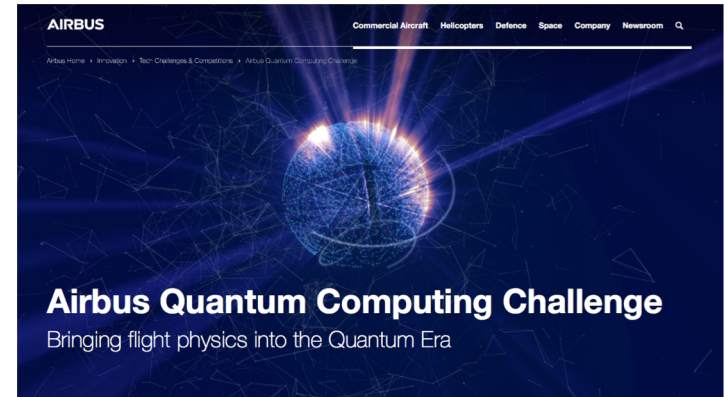 AIRBUS
Commercial Aircraft Helicopters Defence Space Company Newsroom
Airbus Home › Innovation › Tech Challenges & Competitions › Airbus Quantum Computing Challenge
Airbus Quantum Computing Challenge
Bringing flight physics into the Quantum Era